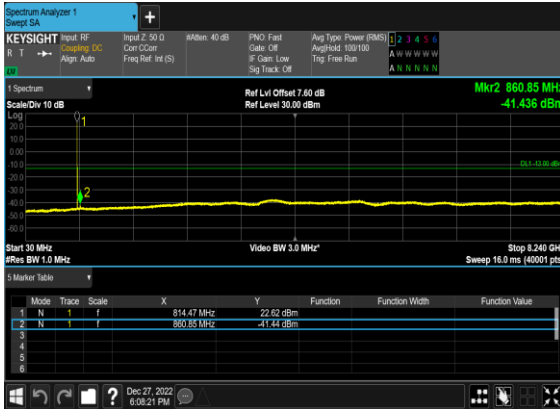 Spectrum Analyzer 1
Swept SA
+
KEYSIGHT Input: RF Input Z: 50 Ω #Atten: 40 dB PNO: Fast Avg Type: Power (RMS) 1 2 3 4 5 6
R T Coupling: DC Corr CCorr Gate: Off Avg|Hold: 100/100 A W W W W W
Align: Auto Freq Ref: Int (S) IF Gain: Low Trig: Free Run
Sig Track: Off A N N N N N
1 Spectrum
Ref Lvl Offset 7.60 dB Mkr2 860.85 MHz
Scale/Div 10 dB Ref Level 30.00 dBm -41.436 dBm
Log
1
20.0
10.0
0.00
-10.0
DL1 -13.00 dBm
-20.0
-30.0
2
-40.0
-50.0
-60.0
Start 30 MHz Video BW 3.0 MHz* Stop 8.240 GH
#Res BW 1.0 MHz Sweep 16.0 ms (40001 pts
5 Marker Table
Mode Trace Scale X Y Function Function Width Function Value
1 N 1 f 814.47 MHz 22.62 dBm
2 N 1 f 860.85 MHz -41.44 dBm
3
4
5
6
? Dec 27, 2022
6:08:21 PM